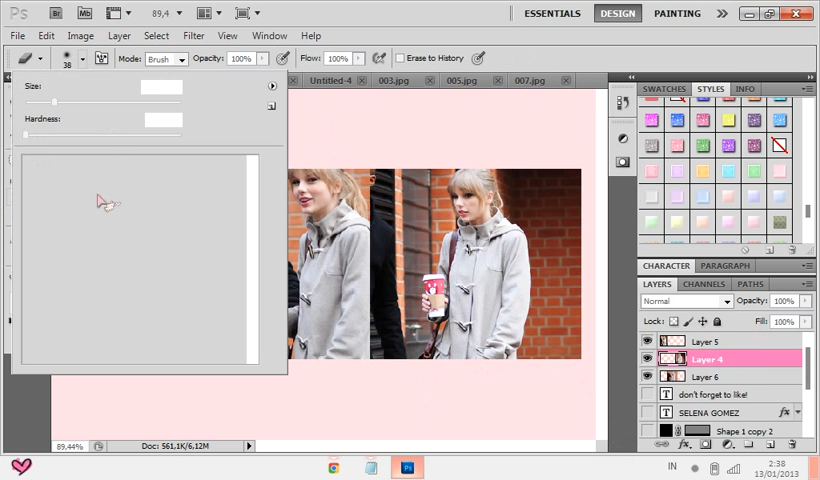 Ps Br Mb 89,4 ESSENTIALS DESIGN PAINTING
File Edit Image Layer Select Filter View Window Help
38 Mode: Brush Opacity: 100% Flow: 100% Erase to History
Untitled-4 003.jpg 005.jpg 007.jpg
Size:
Hardness:
SWATCHES STYLES INFO
CHARACTER PARAGRAPH
LAYERS CHANNELS PATHS
Normal Opacity: 100%
Lock: Fill: 100%
Layer 5
Layer 4
Layer 6
T don't forget to like!
T SELENA GOMEZ fx
Shape 1 copy 2
89,44% Doc: 561,1K/6,12M
Ps IN 2:38
13/01/2013